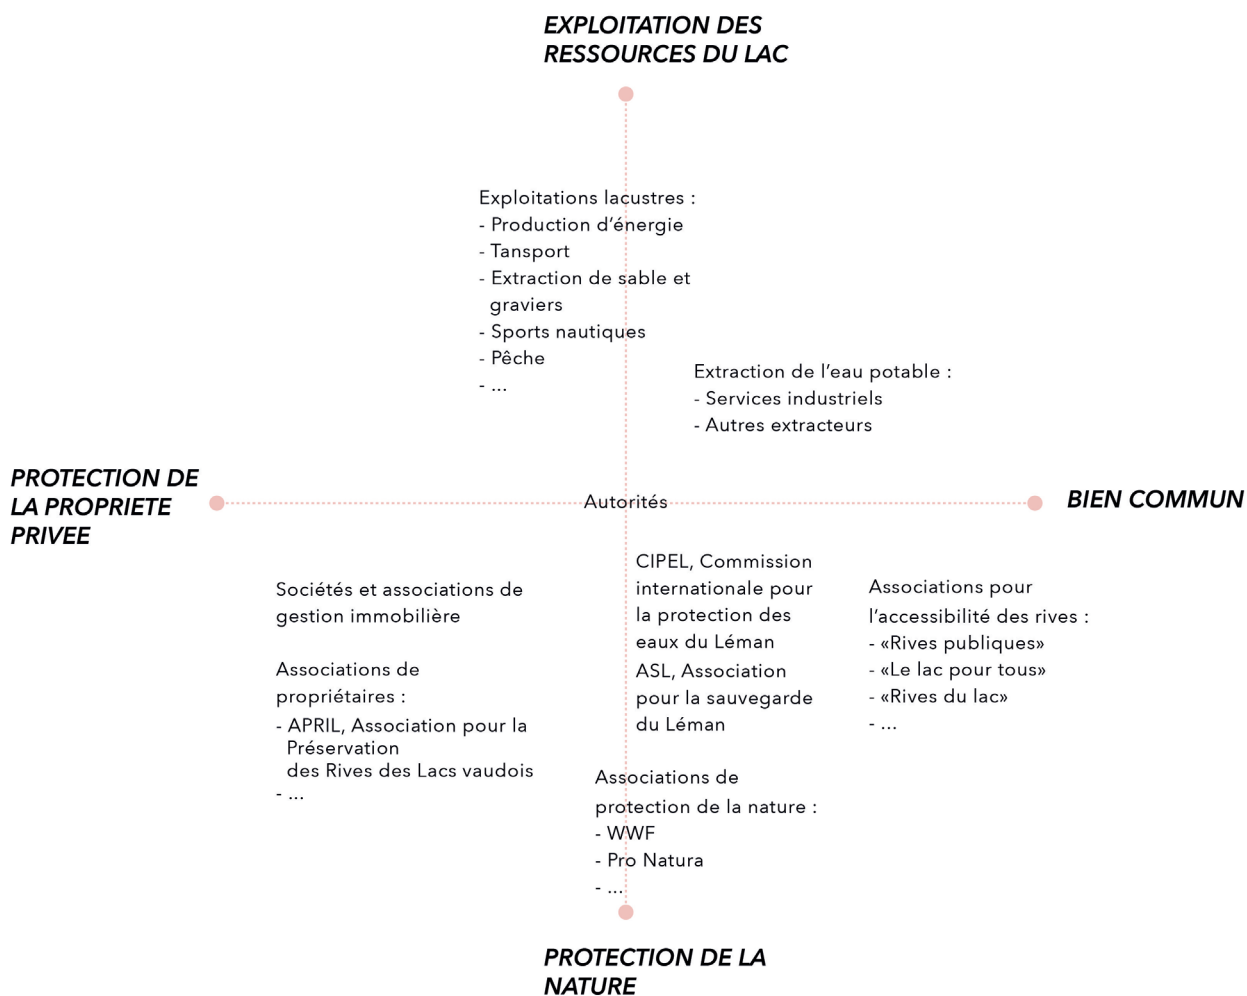 EXPLOITATION DES
RESSOURCES DU LAC
Exploitations lacustres :
- Production d’énergie
- Tansport
- Extraction de sable et
graviers
- Sports nautiques
- Pêche
- ...
Extraction de l’eau potable :
- Services industriels
- Autres extracteurs
PROTECTION DE
LA PROPRIETE
PRIVEE
Autorités
BIEN COMMUN
Sociétés et associations de
gestion immobilière
Associations de
propriétaires :
- APRIL, Association pour la
Préservation
des Rives des Lacs vaudois
- ...
CIPEL, Commission
internationale pour
la protection des
eaux du Léman
ASL, Association
pour la sauvegarde
du Léman
Associations pour
l’accessibilité des rives :
- «Rives publiques»
- «Le lac pour tous»
- «Rives du lac»
- ...
Associations de
protection de la nature :
- WWF
- Pro Natura
- ...
PROTECTION DE LA
NATURE